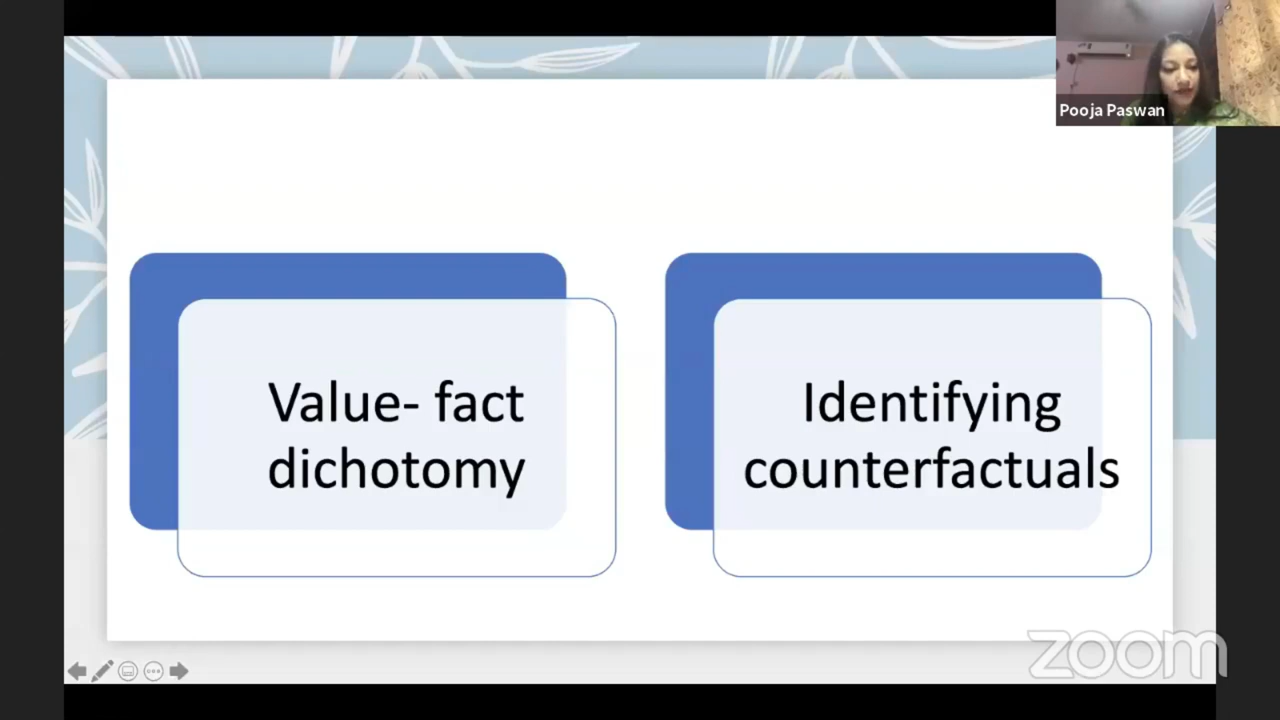 Pooja Paswan
Value- fact
dichotomy
Identifying
counterfactuals
zoom